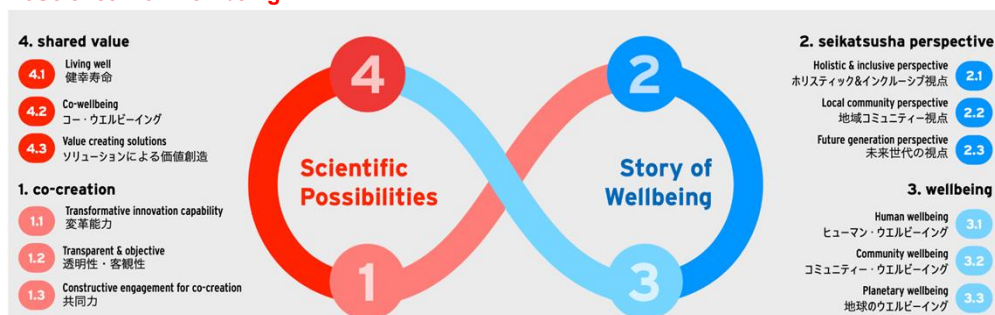 4. shared value
4.1
Living well
健幸寿命
4.2
Co-wellbeing
コー・ウエルビーイング
4.3
Value creating solutions
ソリューションによる価値創造
1. co-creation
1.1
Transformative innovation capability
変革能力
1.2
Transparent & objective
透明性・客観性
1.3
Constructive engagement for co-creation
共同力
4
2
Scientific
Possibilities
Story of
Wellbeing
1
3
2. seikatsusha perspective
Holistic & inclusive perspective
ホリスティック&インクルーシブ視点
2.1
Local community perspective
地域コミュニティー視点
2.2
Future generation perspective
未来世代の視点
2.3
3. wellbeing
Human wellbeing
ヒューマン・ウエルビーイング
3.1
Community wellbeing
コミュニティー・ウエルビーイング
3.2
Planetary wellbeing
地球のウエルビーイング
3.3